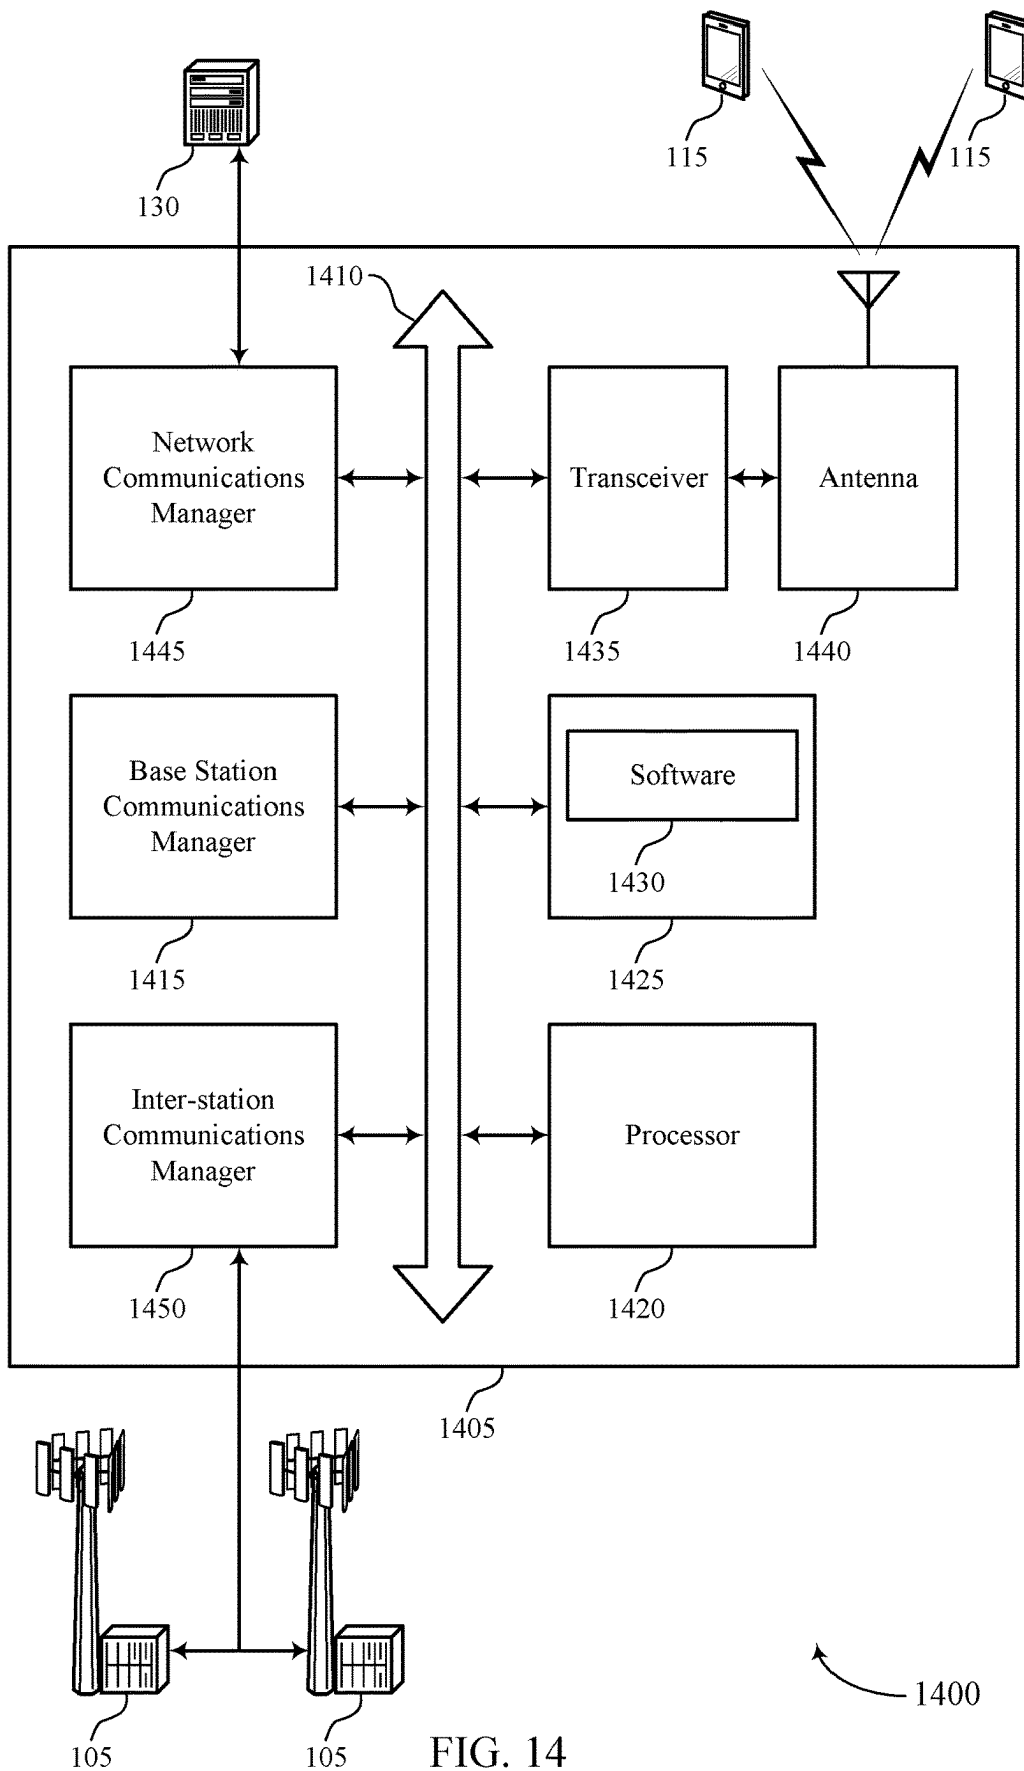 130
115
115
1410
Network
Communications
Manager
1445
Transceiver
1435
Antenna
1440
Base Station
Communications
Manager
1415
Software
1430
1425
Inter-station
Communications
Manager
1450
Processor
1420
1405
105
105
1400
FIG. 14